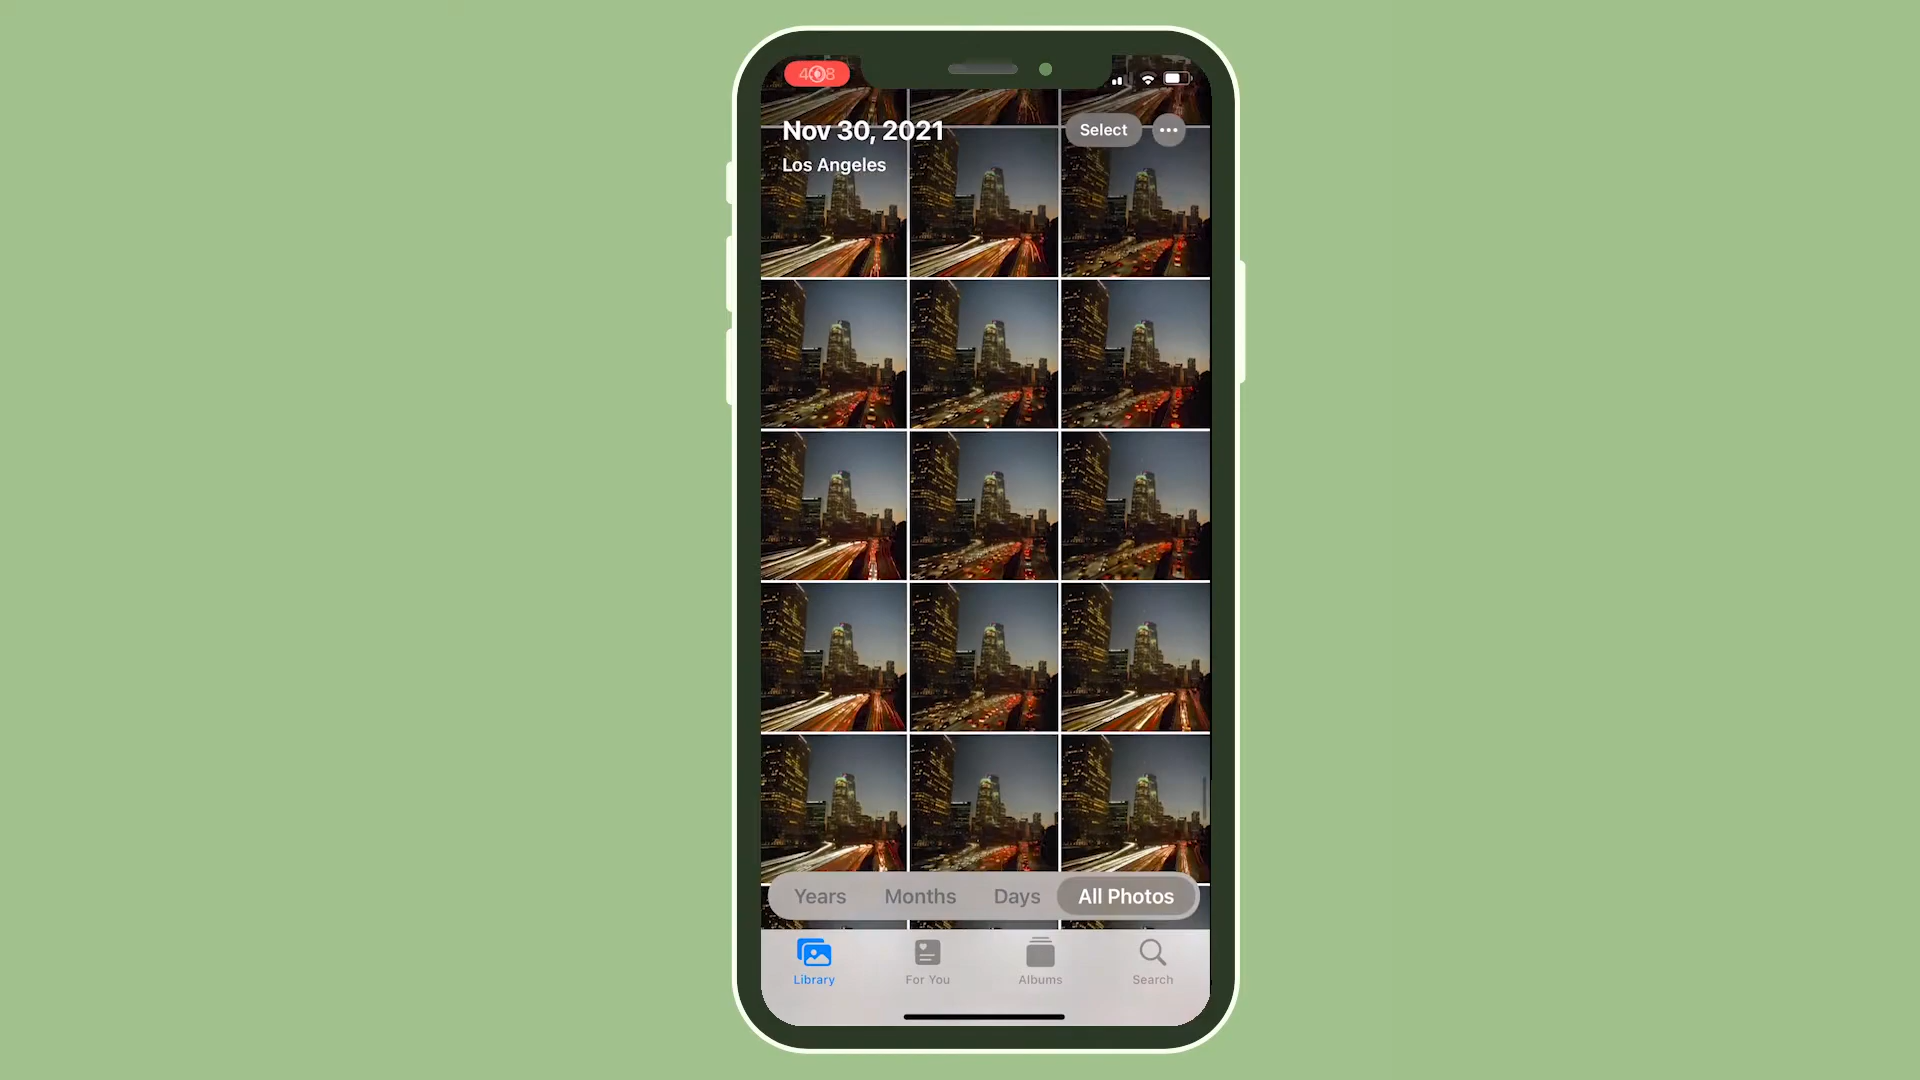 Nov 30, 2021
Select
Los Angeles
Years Months Days All Photos
Library For You Albums Search